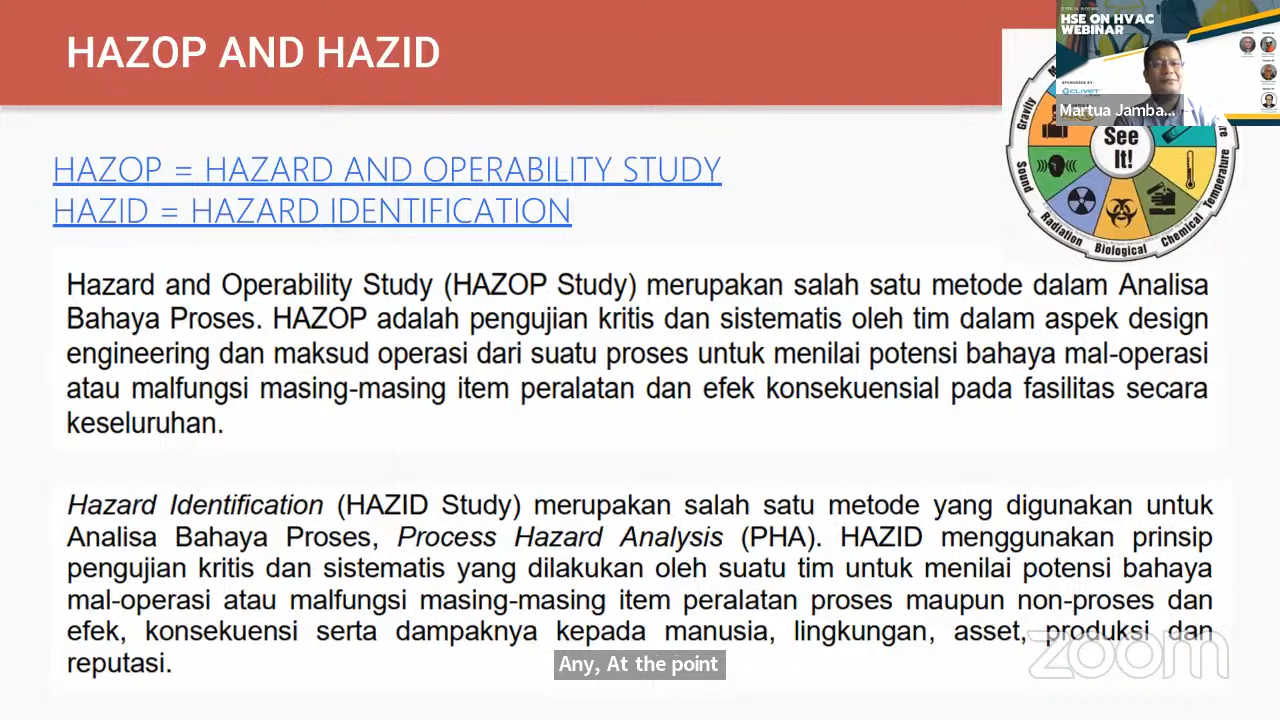 HAZOP AND HAZID
HSE ON HVAC
WEBINAR
SPONSORED BY:
CLIVET
Martua Jamba...
HAZOP = HAZARD AND OPERABILITY STUDY
HAZID = HAZARD IDENTIFICATION
Gravity
See
It!
Sound
Radiation
Biological
Chemical
Temperature
Hazard and Operability Study (HAZOP Study) merupakan salah satu metode dalam Analisa
Bahaya Proses. HAZOP adalah pengujian kritis dan sistematis oleh tim dalam aspek design
engineering dan maksud operasi dari suatu proses untuk menilai potensi bahaya mal-operasi
atau malfungsi masing-masing item peralatan dan efek konsekuensial pada fasilitas secara
keseluruhan.
Hazard Identification (HAZID Study) merupakan salah satu metode yang digunakan untuk
Analisa Bahaya Proses, Process Hazard Analysis (PHA). HAZID menggunakan prinsip
pengujian kritis dan sistematis yang dilakukan oleh suatu tim untuk menilai potensi bahaya
mal-operasi atau malfungsi masing-masing item peralatan proses maupun non-proses dan
efek, konsekuensi serta dampaknya kepada manusia, lingkungan, asset, produksi dan
reputasi.
Any, At the point
zoom